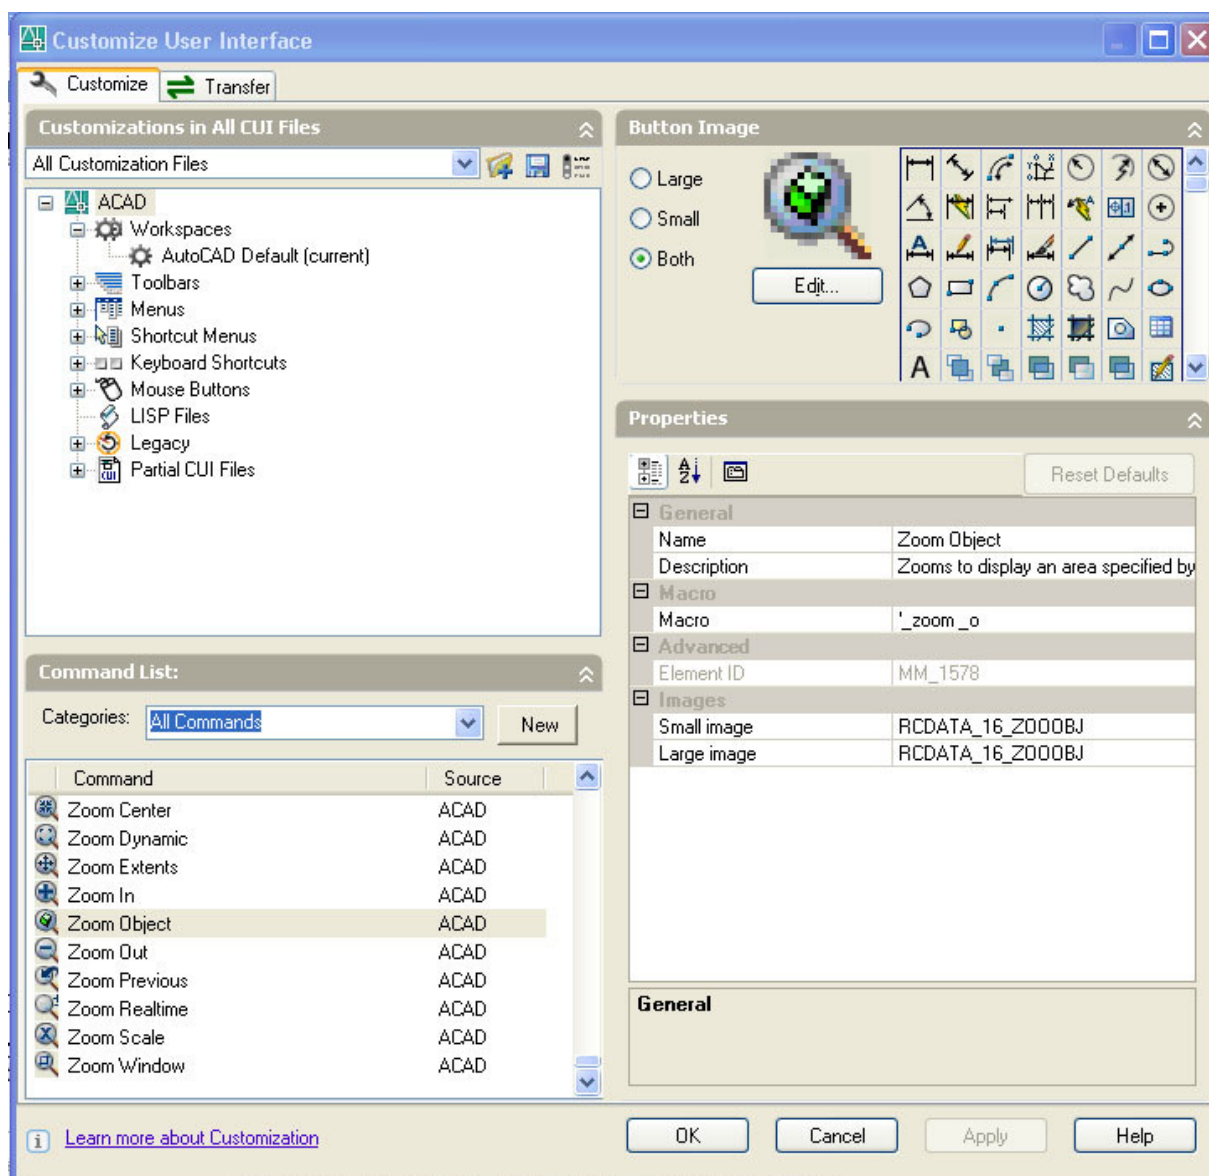 Customize User Interface
Customize Transfer
Customizations in All CUI Files
All Customization Files
ACAD
Workspaces
AutoCAD Default (current)
Toolbars
Menus
Shortcut Menus
Keyboard Shortcuts
Mouse Buttons
LISP Files
Legacy
Partial CUI Files
Command List:
Categories: All Commands New
Command Source
Zoom Center ACAD
Zoom Dynamic ACAD
Zoom Extents ACAD
Zoom In ACAD
Zoom Object ACAD
Zoom Out ACAD
Zoom Previous ACAD
Zoom Realtime ACAD
Zoom Scale ACAD
Zoom Window ACAD
Button Image
Large
Small
Both
Edit...
Properties
Reset Defaults
General
Name Zoom Object
Description Zooms to display an area specified by
Macro
Macro '_zoom _o
Advanced
Element ID MM_1578
Images
Small image RCDATA_16_ZOOOBJ
Large image RCDATA_16_ZOOOBJ
General
Learn more about Customization
OK Cancel Apply Help